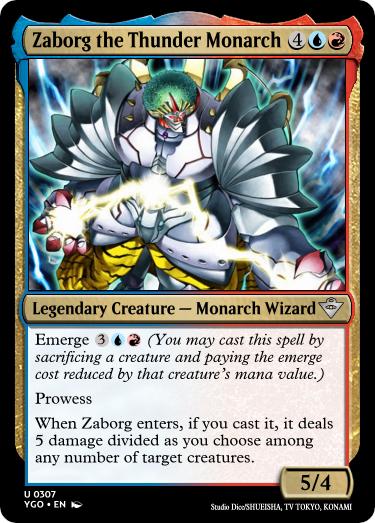 Zaborg the Thunder Monarch 4
Legendary Creature — Monarch Wizard
Emerge 3 (You may cast this spell by
sacrificing a creature and paying the emerge
cost reduced by that creature's mana value.)
Prowess
When Zaborg enters, if you cast it, it deals
5 damage divided as you choose among
any number of target creatures.
5/4
U 0307
YGO • EN
Studio Dice/SHUEISHA, TV TOKYO, KONAMI